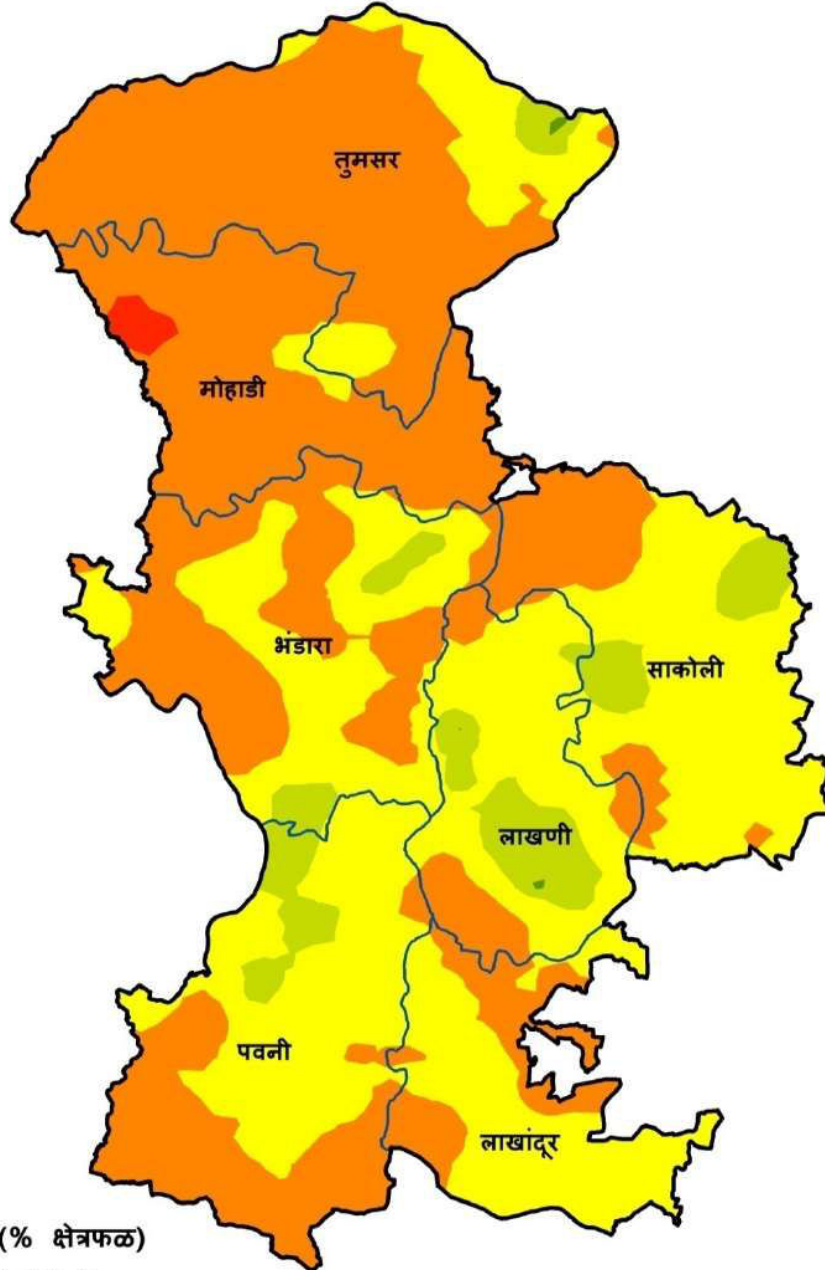 तुमसर
मोहाडी
भंडारा
साकोली
लाखणी
पवनी
लाखांदूर
(% क्षेत्रफळ)